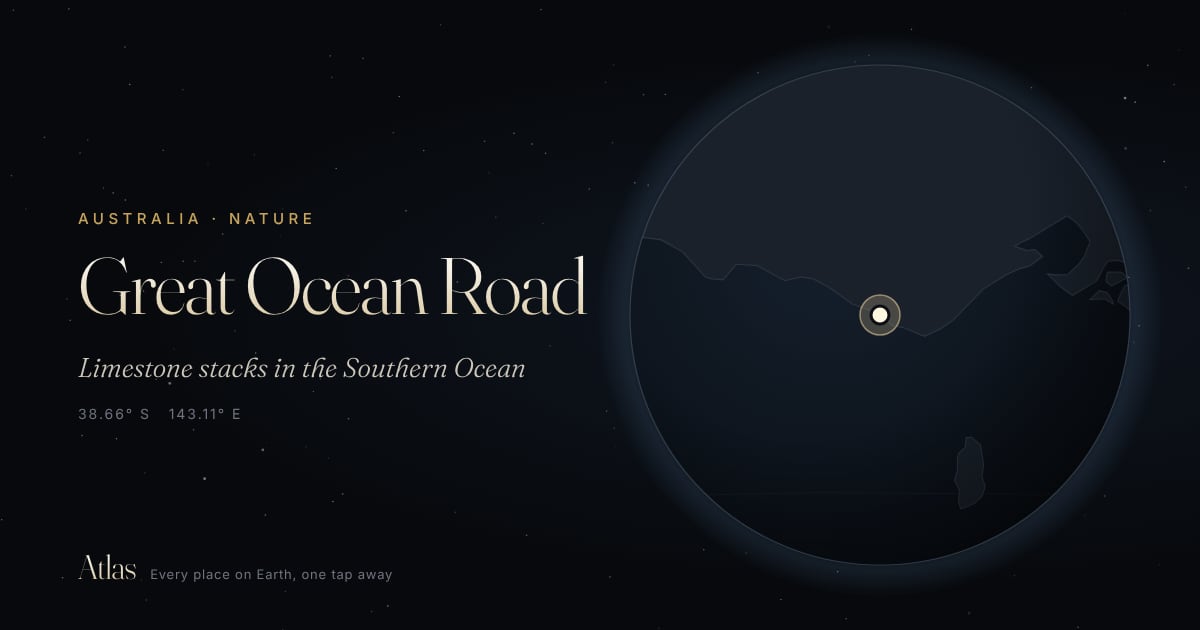 AUSTRALIA · NATURE
Great Ocean Road
Limestone stacks in the Southern Ocean
38.66° S 143.11° E
Atlas Every place on Earth, one tap away